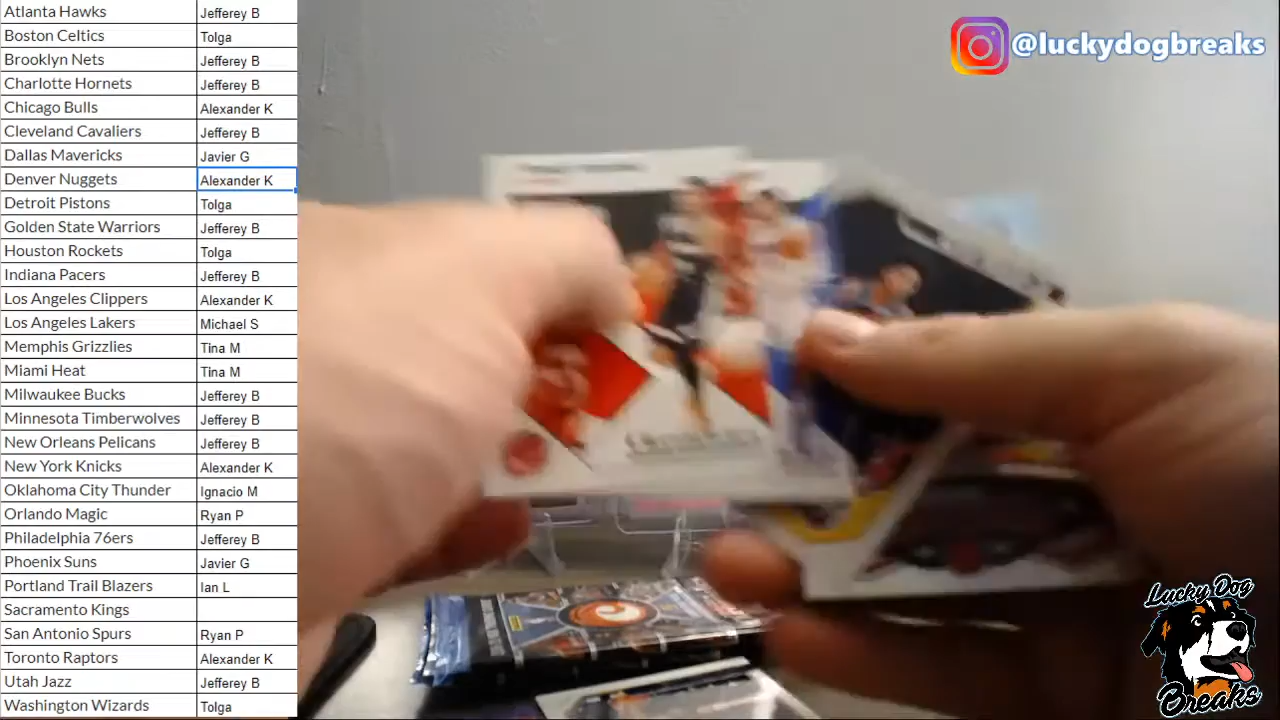 Atlanta Hawks Jefferey B
Boston Celtics Tolga
Brooklyn Nets Jefferey B
Charlotte Hornets Jefferey B
Chicago Bulls Alexander K
Cleveland Cavaliers Jefferey B
Dallas Mavericks Javier G
Denver Nuggets Alexander K
Detroit Pistons Tolga
Golden State Warriors Jefferey B
Houston Rockets Tolga
Indiana Pacers Jefferey B
Los Angeles Clippers Alexander K
Los Angeles Lakers Michael S
Memphis Grizzlies Tina M
Miami Heat Tina M
Milwaukee Bucks Jefferey B
Minnesota Timberwolves Jefferey B
New Orleans Pelicans Jefferey B
New York Knicks Alexander K
Oklahoma City Thunder Ignacio M
Orlando Magic Ryan P
Philadelphia 76ers Jefferey B
Phoenix Suns Javier G
Portland Trail Blazers Ian L
Sacramento Kings
San Antonio Spurs Ryan P
Toronto Raptors Alexander K
Utah Jazz Jefferey B
Washington Wizards Tolga
@luckydogbreaks
Lucky Dog
Breaks